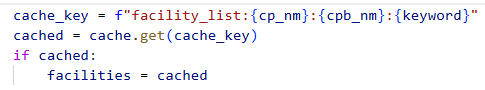 cache_key = f"facility_list:{cp_nm}:{cpb_nm}:{keyword}"
cached = cache.get(cache_key)
if cached:
    facilities = cached